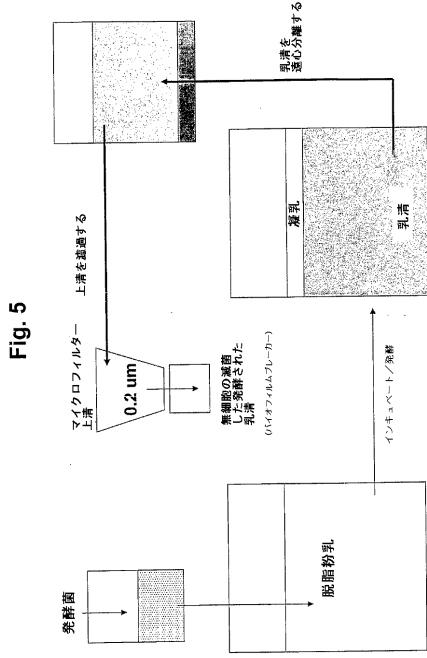 Fig. 5
発酵菌
脱脂粉乳
インキュベート/発酵
凝乳
乳清
乳清を
遠心分離する
上清を濾過する
マイクロフィルター
上清
0.2 um
無細胞の滅菌
した発酵された
乳清
(バイオフィルムブレーカー)